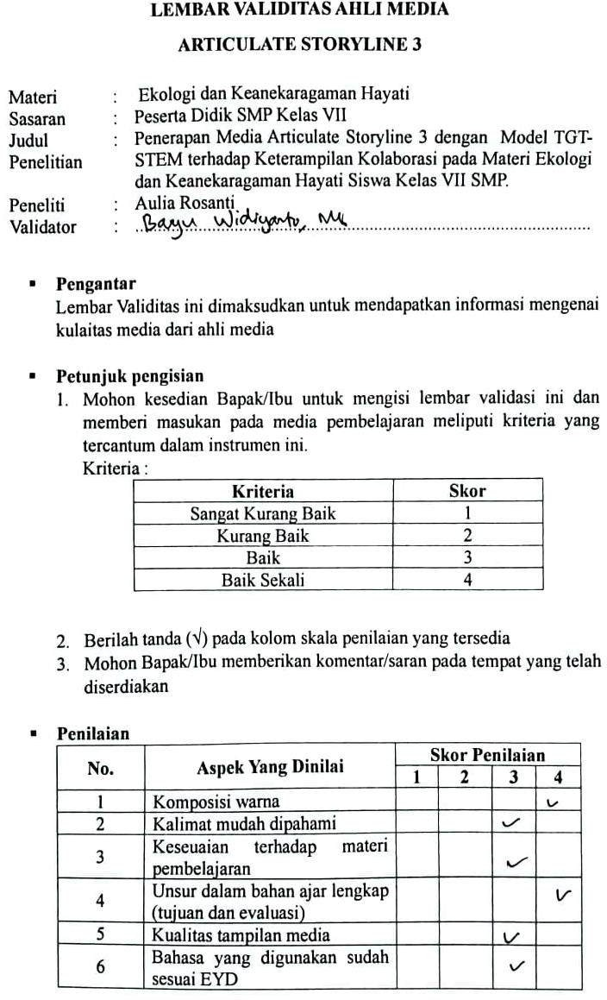 LEMBAR VALIDITAS AHLI MEDIA
ARTICULATE STORYLINE 3
Materi : Ekologi dan Keanekaragaman Hayati
Sasaran : Peserta Didik SMP Kelas VII
Judul : Penerapan Media Articulate Storyline 3 dengan Model TGT-
Penelitian STEM terhadap Keterampilan Kolaborasi pada Materi Ekologi
dan Keanekaragaman Hayati Siswa Kelas VII SMP.
Peneliti : Aulia Rosanti
Validator : Bayu Widiyanto,
▪ Pengantar
Lembar Validitas ini dimaksudkan untuk mendapatkan informasi mengenai
kulaitas media dari ahli media
▪ Petunjuk pengisian
1. Mohon kesedian Bapak/Ibu untuk mengisi lembar validasi ini dan
memberi masukan pada media pembelajaran meliputi kriteria yang
tercantum dalam instrumen ini.
Kriteria :
Kriteria Skor
Sangat Kurang Baik 1
Kurang Baik 2
Baik 3
Baik Sekali 4
2. Berilah tanda (√) pada kolom skala penilaian yang tersedia
3. Mohon Bapak/Ibu memberikan komentar/saran pada tempat yang telah
diserdiakan
▪ Penilaian
No. Aspek Yang Dinilai Skor Penilaian
1 2 3 4
1 Komposisi warna ✓
2 Kalimat mudah dipahami ✓
3 Keseuaian terhadap materi
pembelajaran ✓
4 Unsur dalam bahan ajar lengkap ✓
(tujuan dan evaluasi)
5 Kualitas tampilan media ✓
6 Bahasa yang digunakan sudah ✓
sesuai EYD